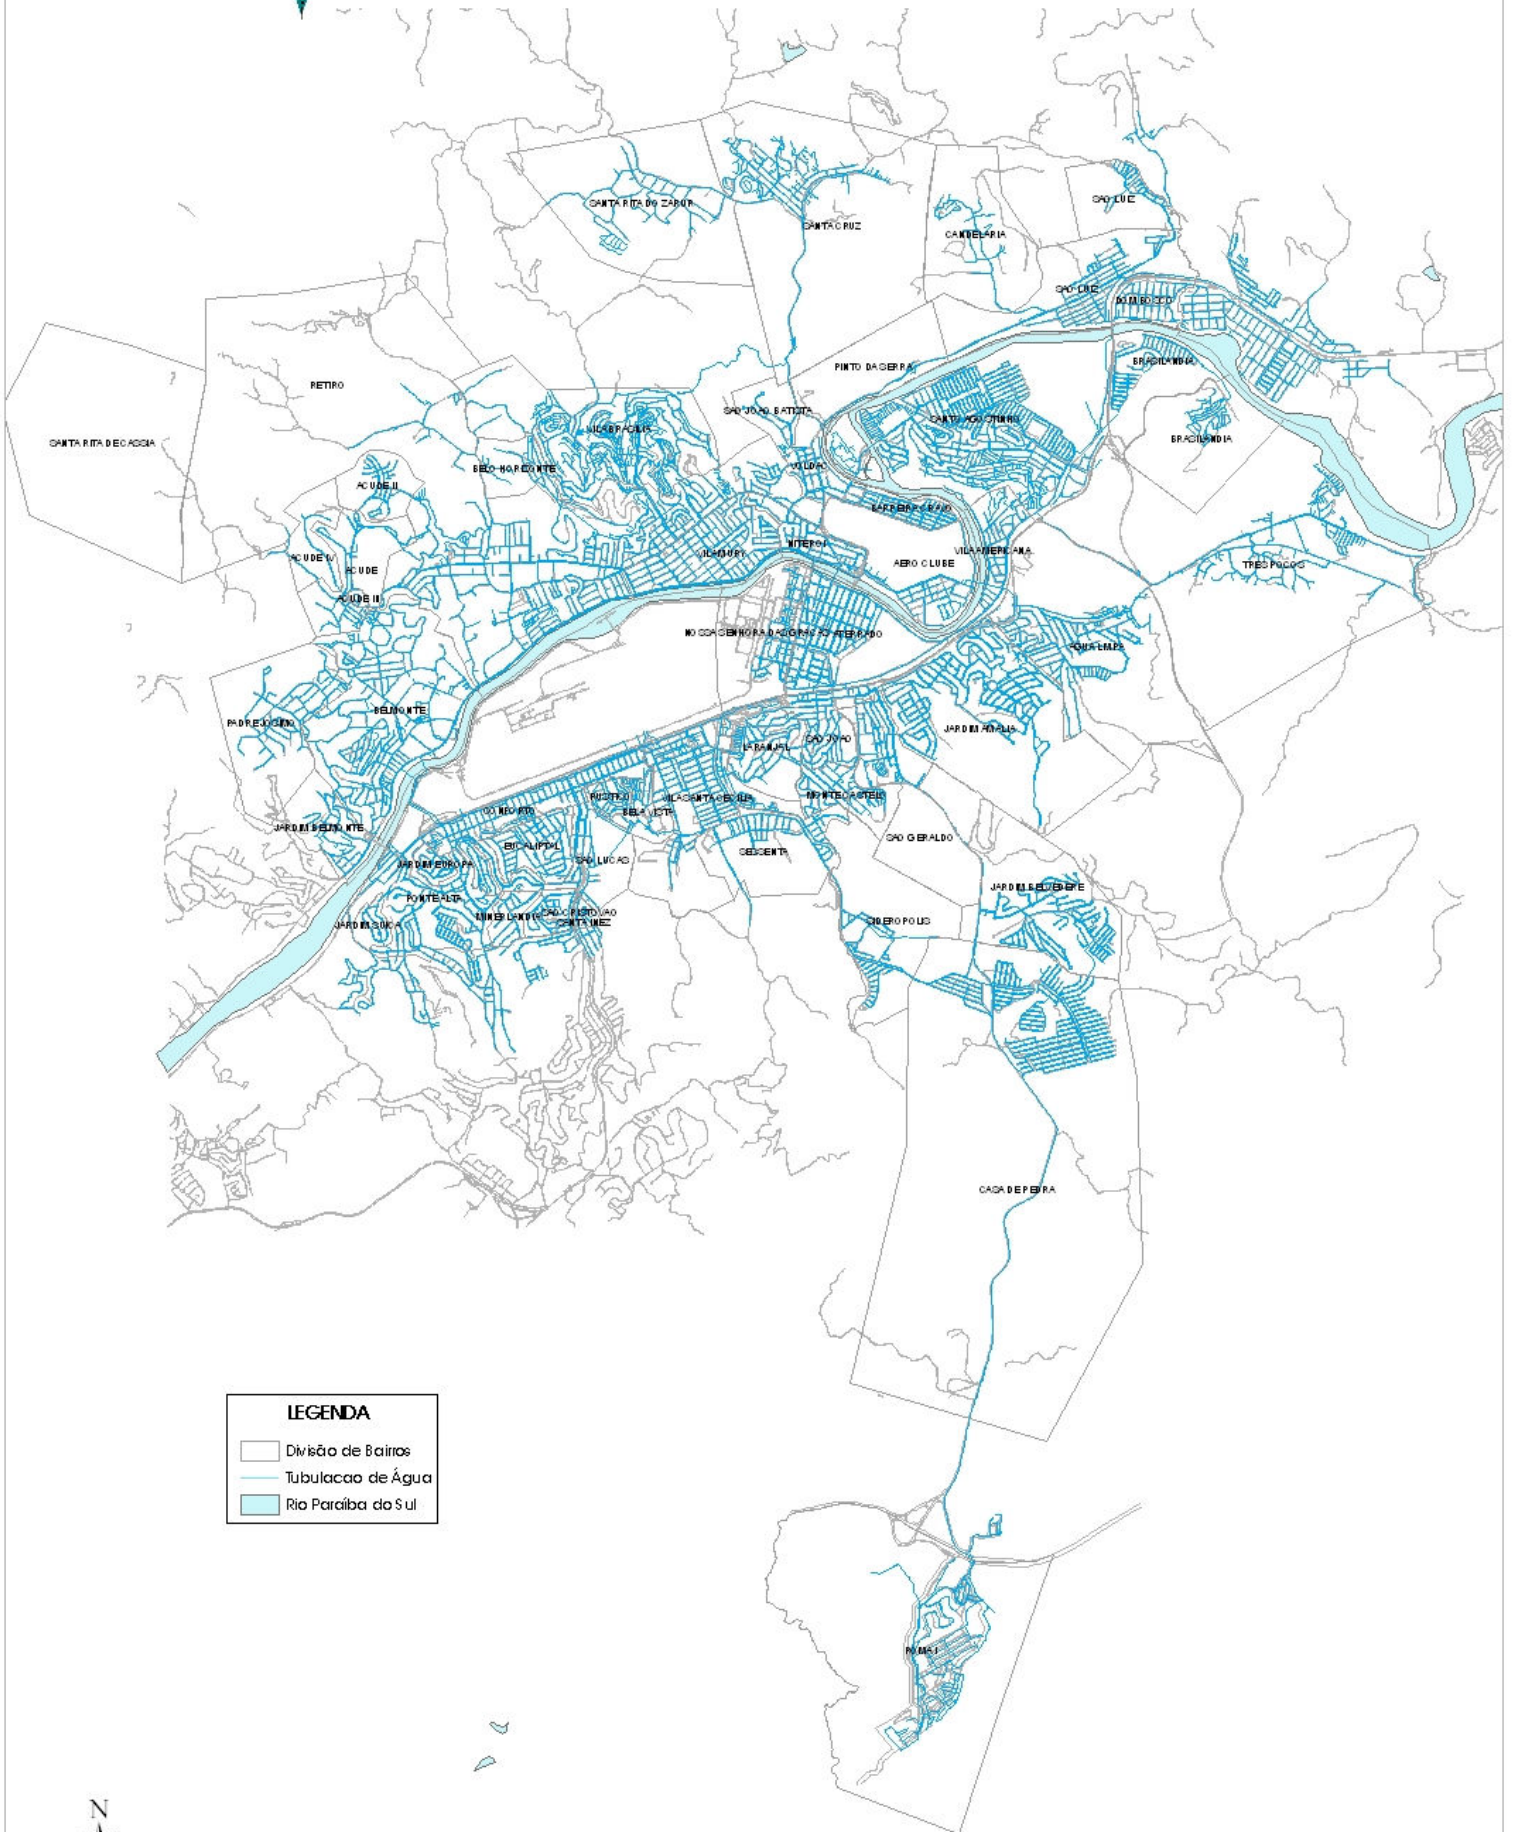 SANTA RITA DO ZARUR
SAO LUIZ
SANTA CRUZ
CANDELARIA
SAO LUIZ
DOM BOSCO
BRASILANDIA
PINTO DA SERRA
RETIRO
SAO JOAO BATISTA
SANTO AGOSTINHO
VILA BRASILIA
BRASILANDIA
SANTA RITA DE CASSIA
BELO HORIZONTE
VOLDAC
ACUDE II
BARREIRA CRAVO
NITEROI
VILA MURY
VILA AMERICANA
ACUDE IV
ACUDE
AERO CLUBE
TRES POCOS
ACUDE III
NOSSA SENHORA DAS GRACAS
ATERRADO
AGUA LIMPA
BELMONTE
PADRE JOSIMO
JARDIM AMALIA
SAO JOAO
LARANJAL
RUSTICO
VILA SANTA CECILIA
MONTE CASTELO
CONFORTO
BELA VISTA
JARDIM BELMONTE
SAO GERALDO
EUCALIPTAL
SESSENTA
SAO LUCAS
JARDIM EUROPA
JARDIM BELVEDERE
PONTE ALTA
MINERLANDIA
SAO CRISTOVAO
SANTA INEZ
SIDEROPOLIS
JARDIM SUICA
CASA DE PEDRA
LEGENDA
Divisão de Bairros
Tubulacao de Água
Rio Paraíba do Sul
ROMA I
N